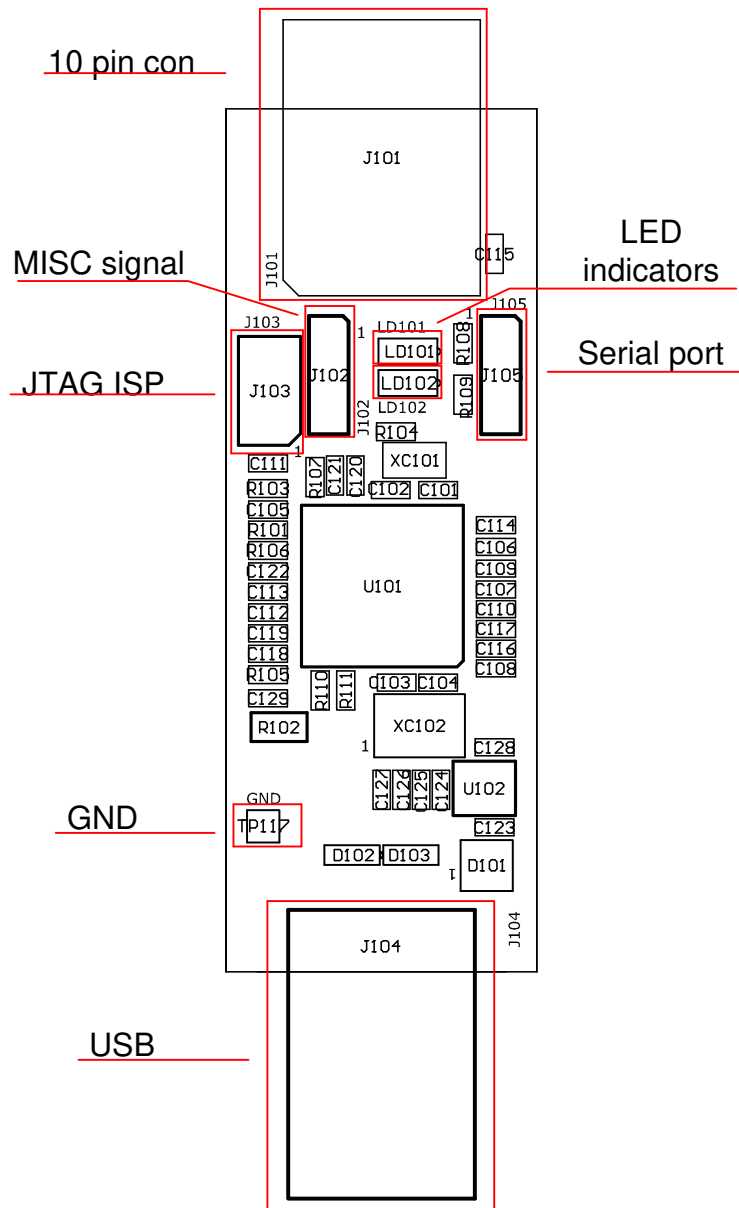 10 pin con
J101
J101
C115
LED
indicators
MISC signal
J105
J103
1
LD101
1
R108
LD101
J105
Serial port
J102
JTAG ISP
J103
LD102
R109
J102
LD102
1
R104
C111
R107
C121
C120
XC101
R103
C102
C101
C105
R101
C114
R106
C106
C122
C109
C113
U101
C107
C112
C110
C119
C117
C118
C116
R105
C108
C129
R110
R111
C103
C104
R102
XC102
1
C128
C127
C126
C125
C124
U102
GND
GND
TP117
C123
D102
D103
D101
1
J104
J104
USB